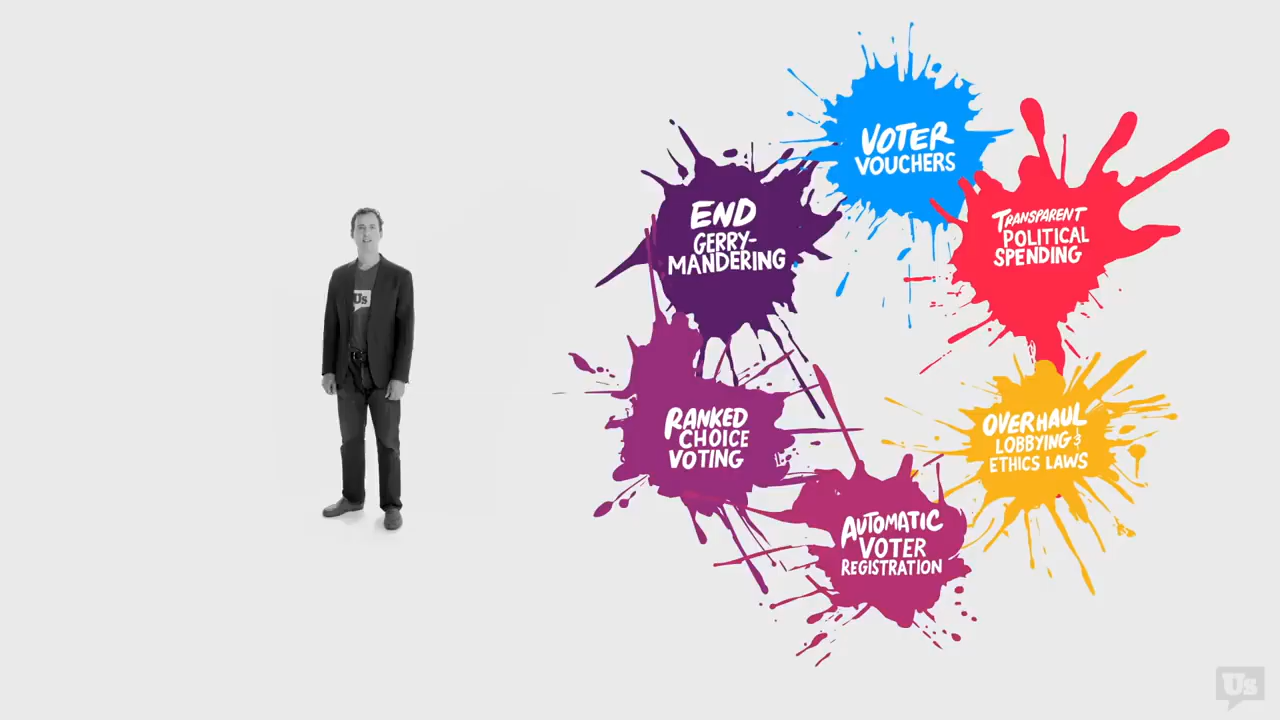 VOTER
VOUCHERS
TRANSPARENT
POLITICAL
SPENDING
OVERHAUL
LOBBYING &
ETHICS LAWS
AUTOMATIC
VOTER
REGISTRATION
RANKED
CHOICE
VOTING
END
GERRY-
MANDERING
Us
Us